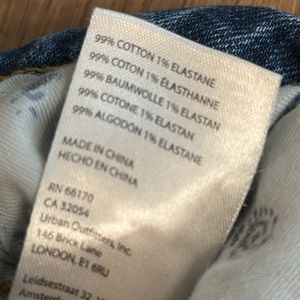 99% COTTON 1% ELASTANE
99% COTON 1% ELASTHANNE
99% BAUMWOLLE 1% ELASTAN
99% COTONE 1% ELASTAN
99% ALGODÓN 1% ELASTANE
MADE IN CHINA
HECHO EN CHINA
RN 66170
CA 32054
Urban Outfitters, Inc.
146 Brick Lane
LONDON, E1 6RU
Leidsestraat 32,
Amsterdam